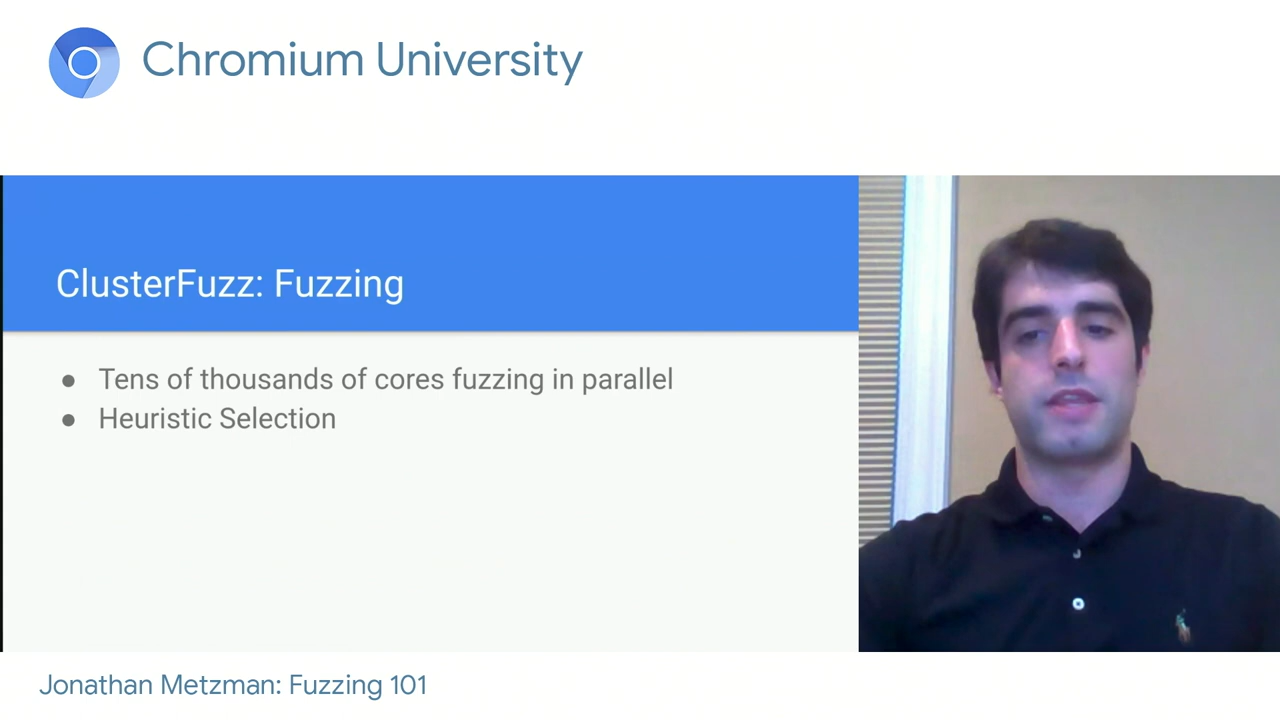 Chromium University
ClusterFuzz: Fuzzing
● Tens of thousands of cores fuzzing in parallel
● Heuristic Selection
Jonathan Metzman: Fuzzing 101